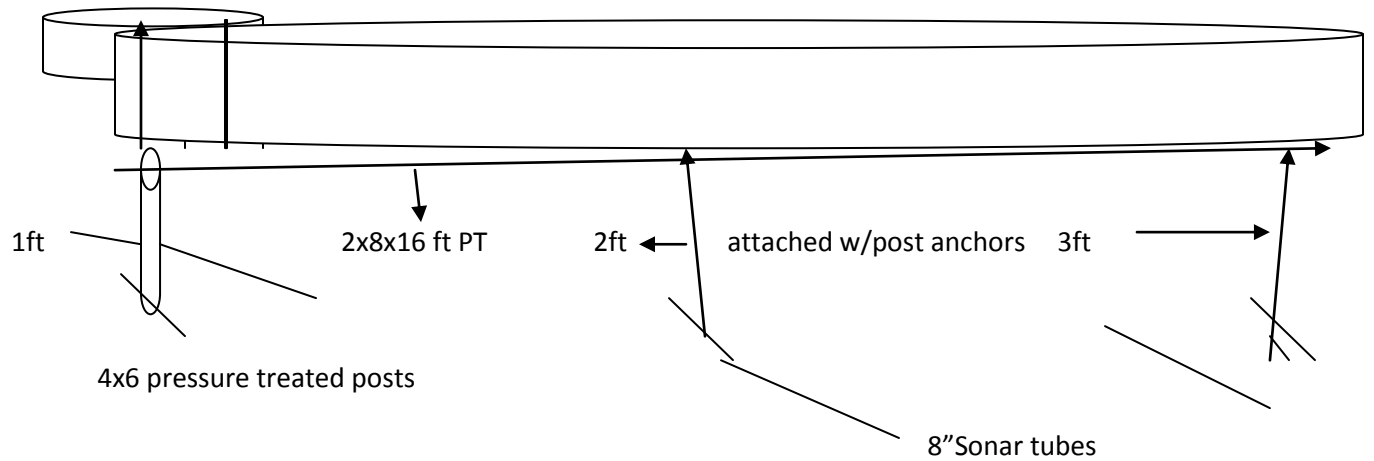 1ft 2x8x16 ft PT 2ft attached w/post anchors 3ft
4x6 pressure treated posts
8”Sonar tubes